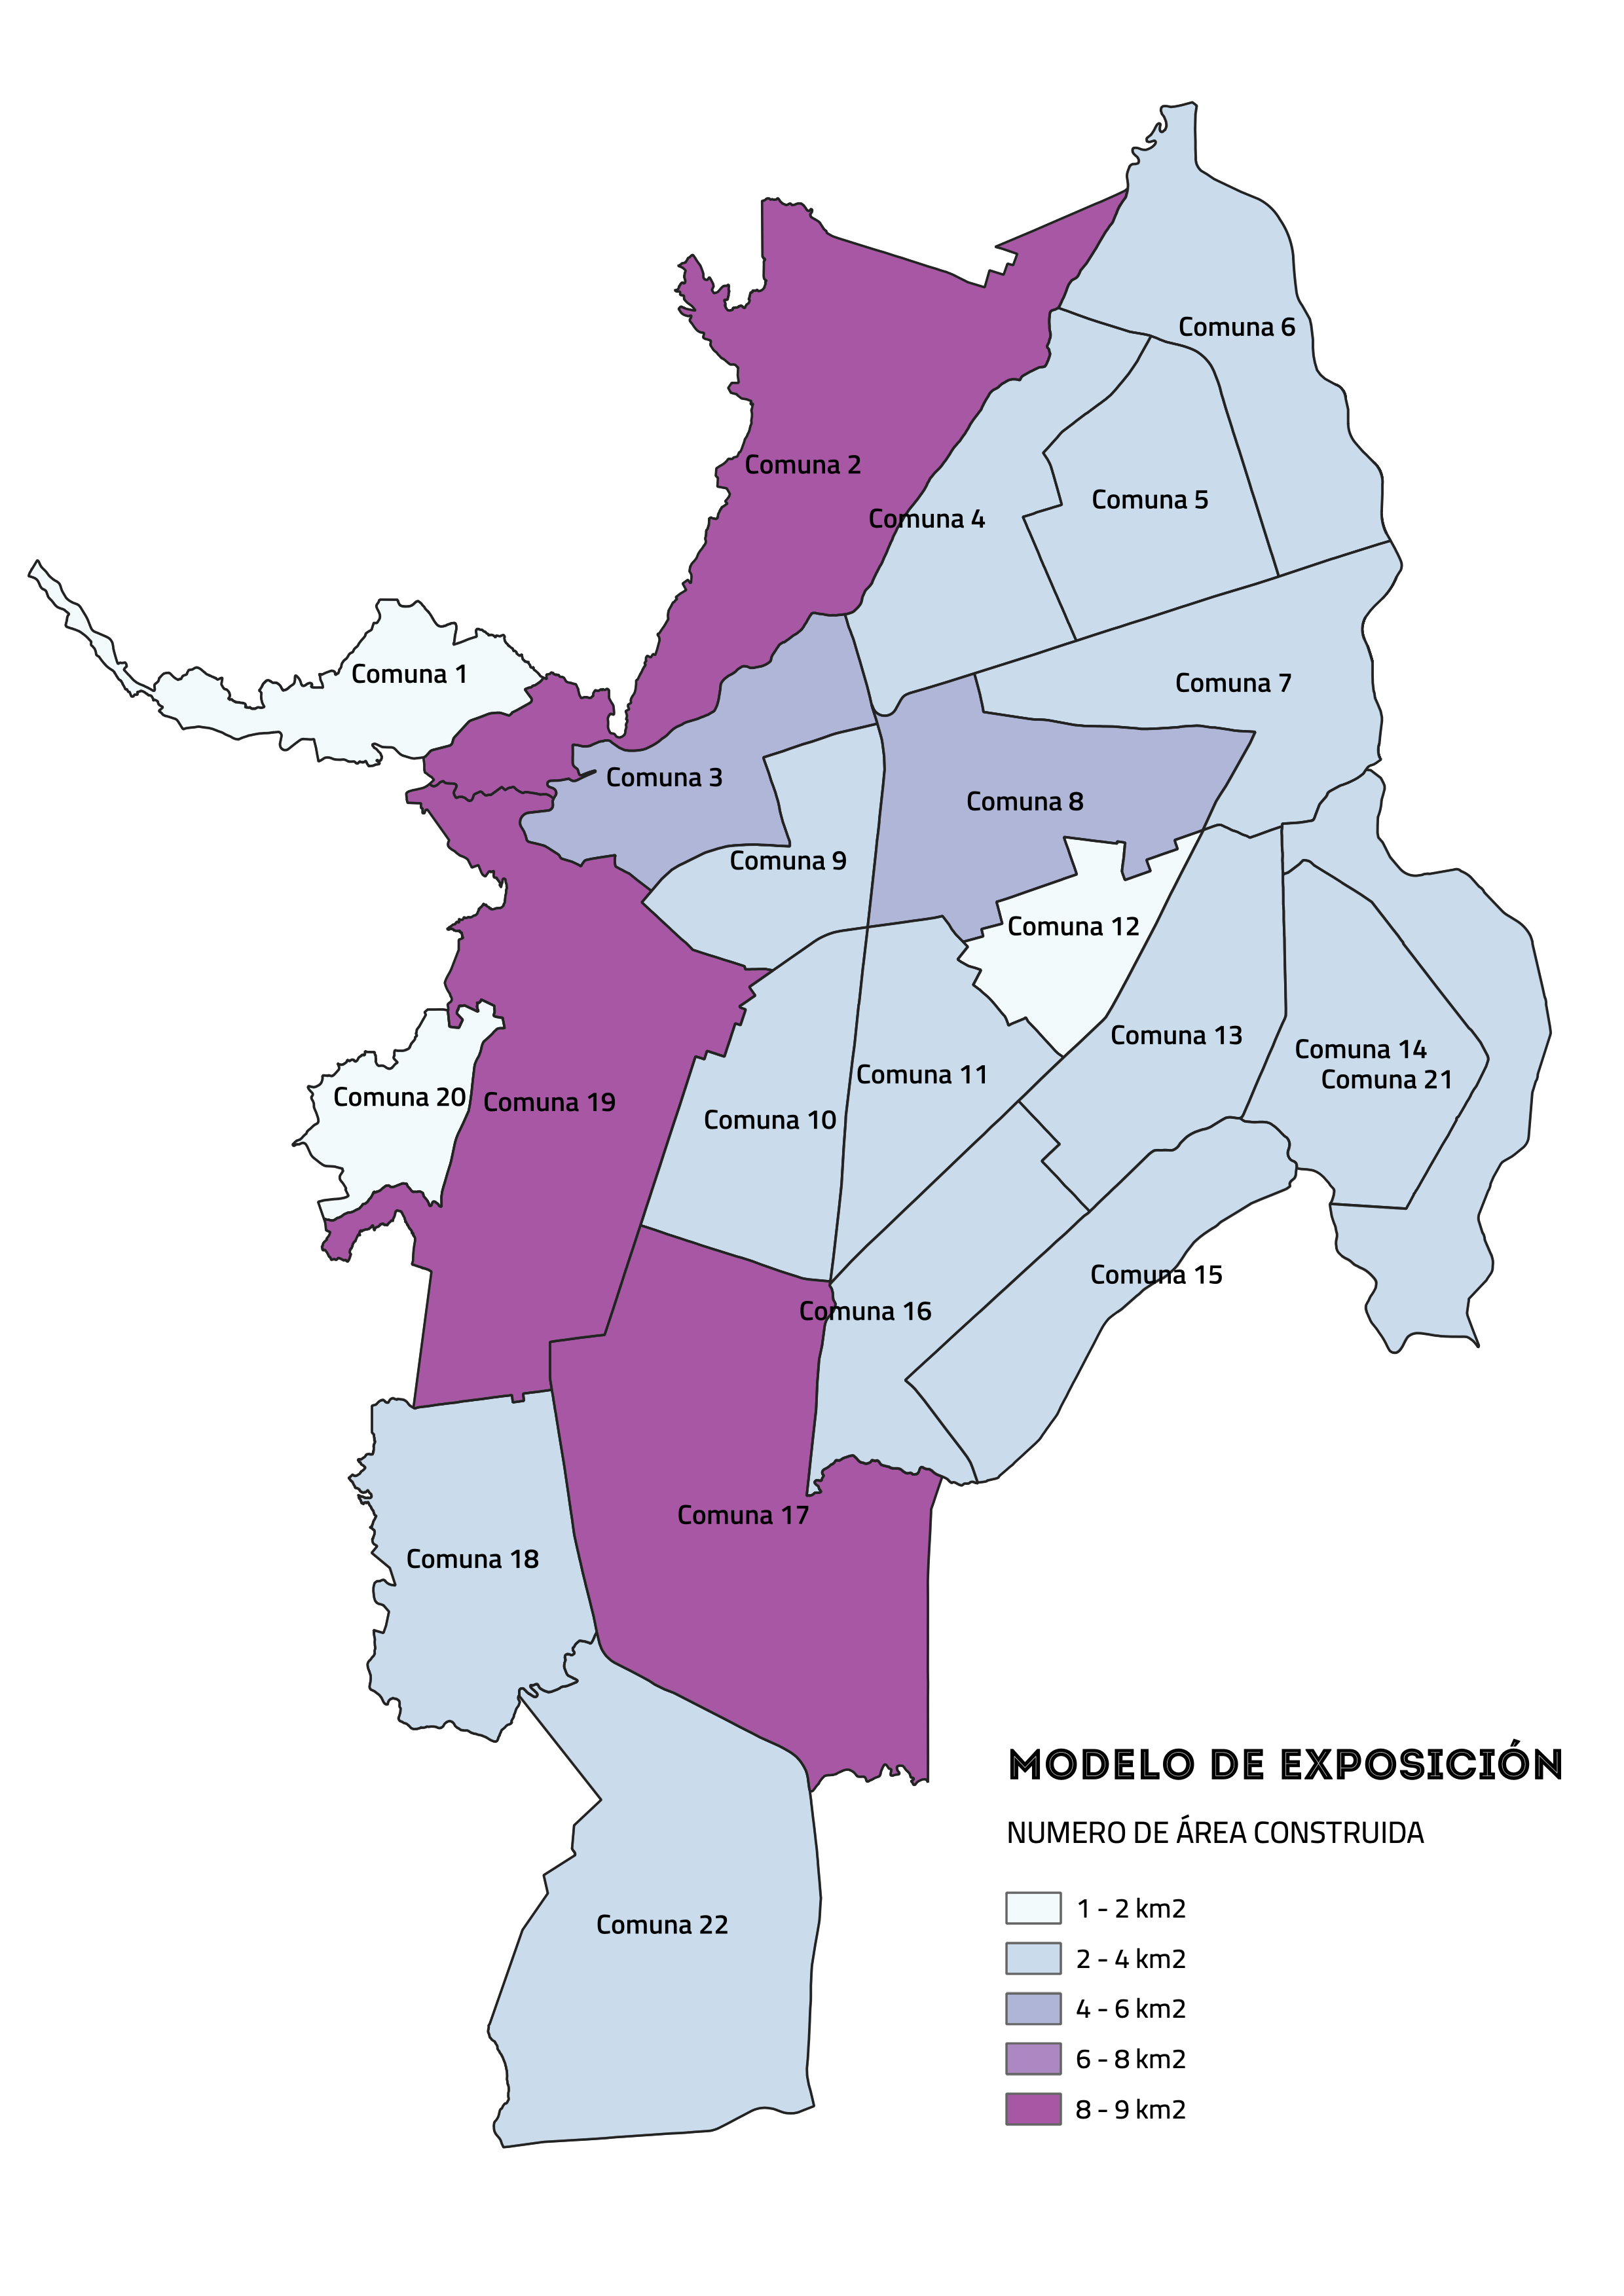 Comuna 6
Comuna 2
Comuna 5
Comuna 4
Comuna 1
Comuna 7
Comuna 3
Comuna 8
Comuna 9
Comuna 12
Comuna 13
Comuna 14
Comuna 11
Comuna 21
Comuna 20
Comuna 19
Comuna 10
Comuna 15
Comuna 16
Comuna 17
Comuna 18
MODELO DE EXPOSICIÓN
NUMERO DE ÁREA CONSTRUIDA
1 - 2 km2
Comuna 22
2 - 4 km2
4 - 6 km2
6 - 8 km2
8 - 9 km2